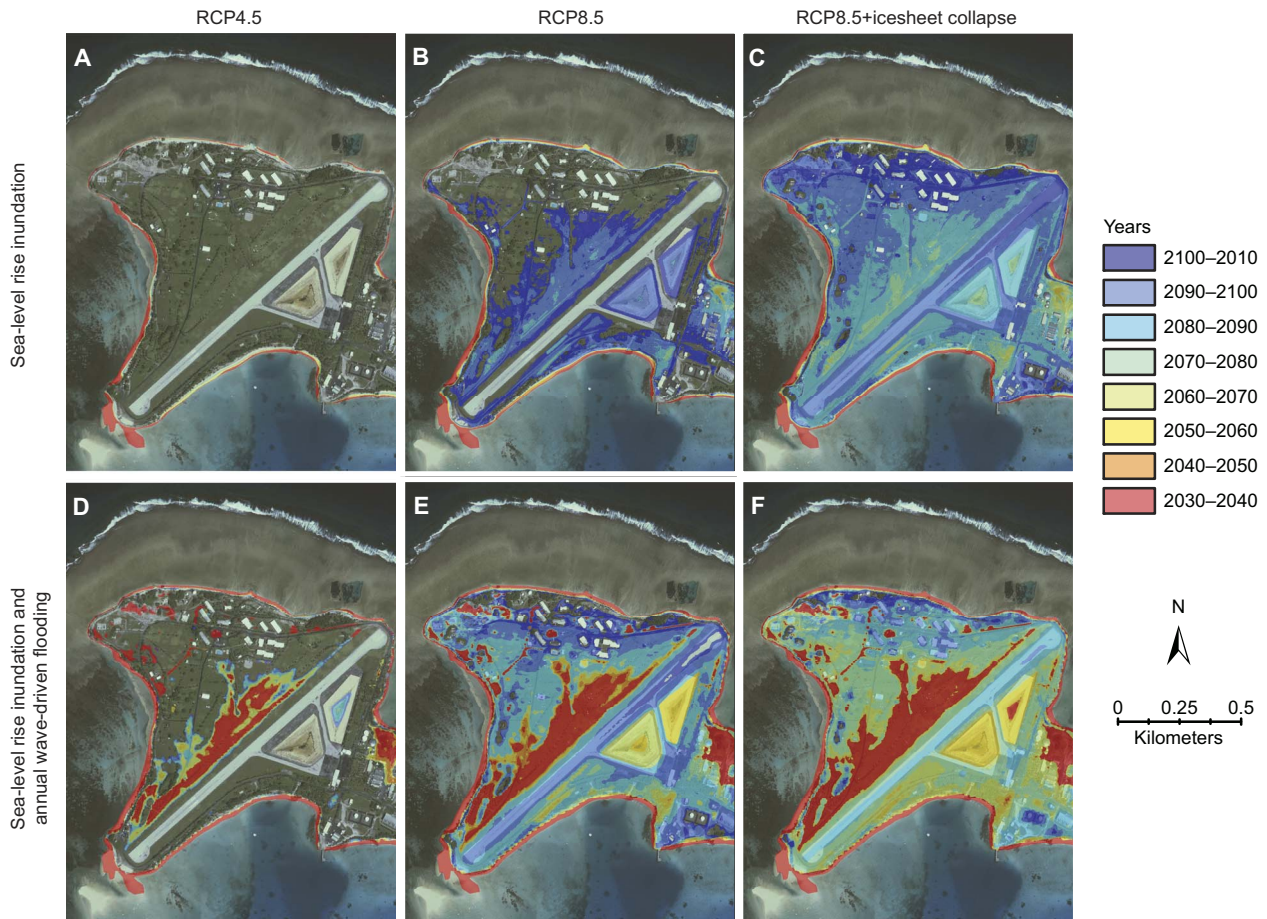 RCP4.5
RCP8.5
RCP8.5+icesheet collapse
Sea-level rise inundation
A
B
C
Years
2100–2010
2090–2100
2080–2090
2070–2080
2060–2070
2050–2060
2040–2050
2030–2040
Sea-level rise inundation and
annual wave-driven flooding
D
E
F
N
0 0.25 0.5
Kilometers